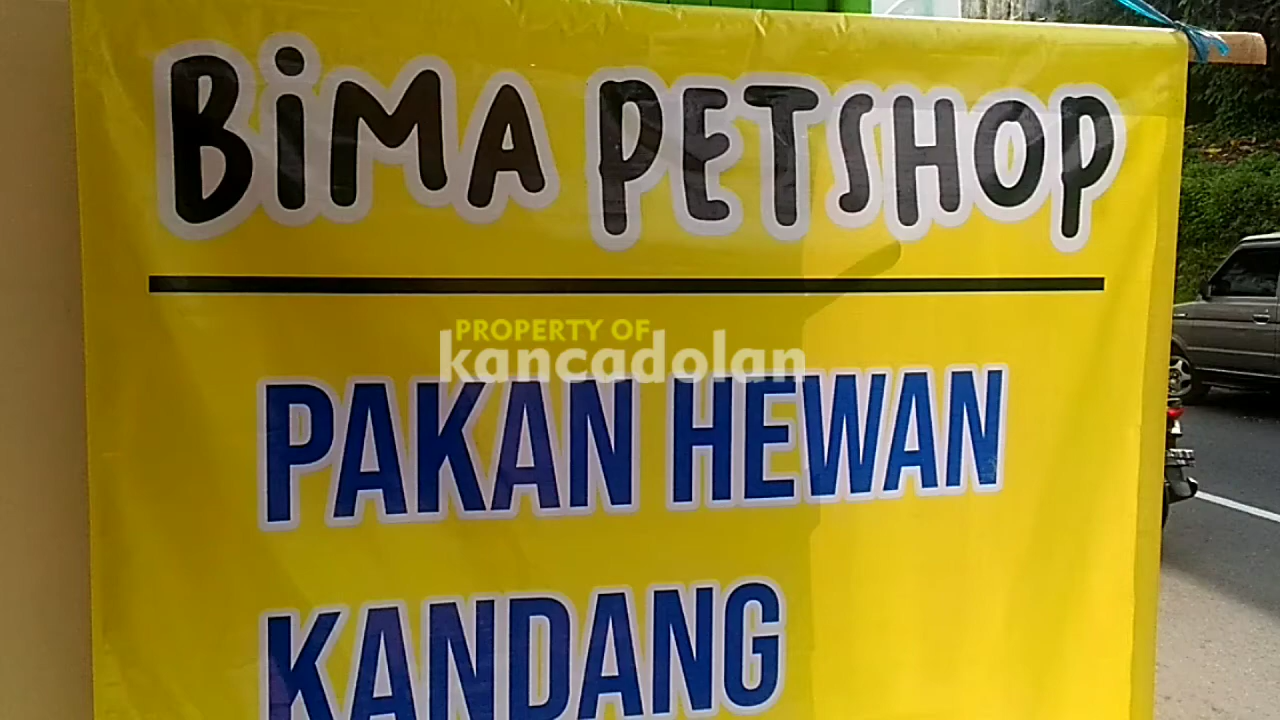 BiMA PETSHOP
PROPERTY OF
kancadolan
PAKAN HEWAN
KANDANG